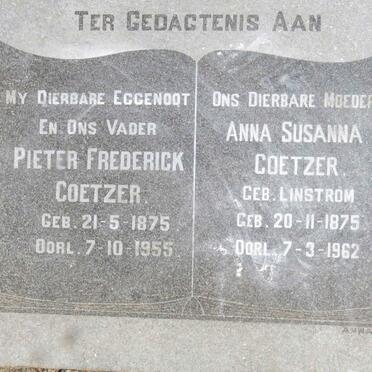 TER GEDAGTENIS AAN
MY DIERBARE EGGENOOT
EN ONS VADER
PIETER FREDERICK
COETZER.
GEB. 21-5-1875
OORL. 7-10-1955
ONS DIERBARE MOEDER
ANNA SUSANNA
COETZER.
GEB. LINSTROM
GEB. 20-11-1875
OORL. 7-3-1962